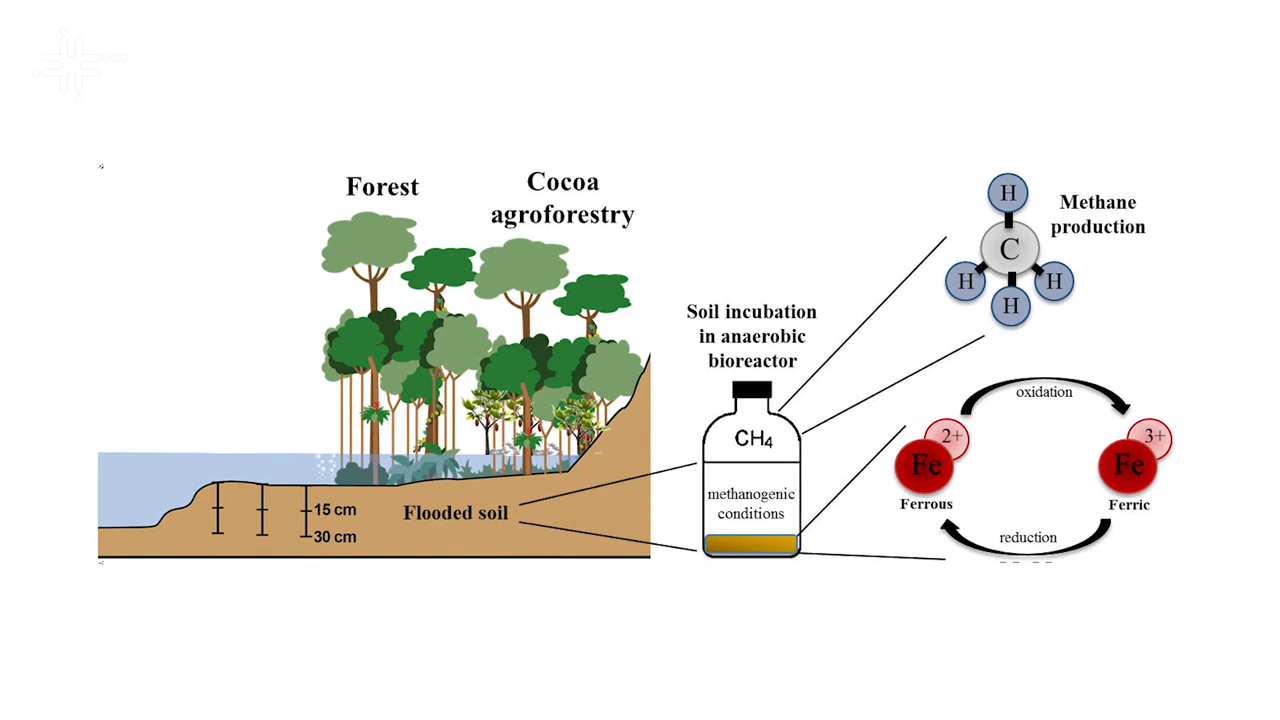 Forest
Cocoa
agroforestry
15 cm
30 cm
Flooded soil
Soil incubation
in anaerobic
bioreactor
CH4
methanogenic
conditions
H
C
H
H
H
Methane
production
oxidation
2+
Fe
Ferrous
3+
Fe
Ferric
reduction